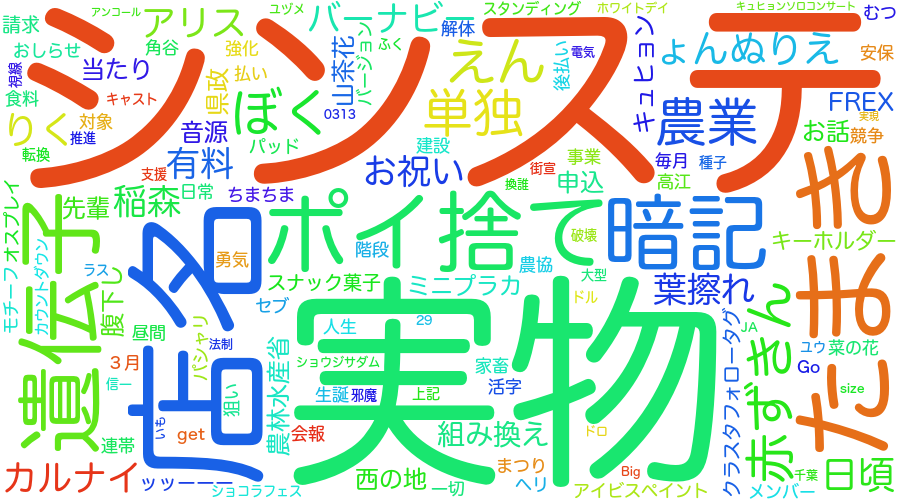 アンコール
ユヅメ
スタンディング
ホワイトデイ
キュヒョンソロコンサート
むつ
請求
シンステ
アリス
バーナビー
おしらせ
角谷
強化
山茶花
バージョン
解体
ふく
えん
電気
後払い
キュヒョン
ょんぬりえ
安保
視線
当たり
払い
県政
ぼく
単独
食料
キャスト
0313
農業
FREX
実現
りく
対象
推進
音源
パッド
建設
お話
競争
転換
支援
有料
お祝い
街宣
事業
毎月
種子
換誰
申込
高江
モチーフ
オスプレイ
先輩
稲森
日常
ちまちま
ポイ捨て
暗記
たまき
遺伝子
占名
階段
破壊
キーホルダー
カウントダウン
ラス
腹下し
勇気
スナック菓子
ミニプラカ
農協
大型
葉擦れ
セブ
ドル
昼間
パシャリ
法制
人生
29
実物
クラスタフォロータグ
JA
赤ずきん
ユウ
菜の花
3月
信一
農林水産省
ショウジサダム
家畜
Go
size
狙い
生誕
邪魔
上記
活字
連帯
いも
get
会報
組み換え
ドロ
カルナイ
ッッーーー
ショコラフェス
西の地
一切
まつり
ヘリ
Big
アイビスペイント
メンバー
千葉
日頃